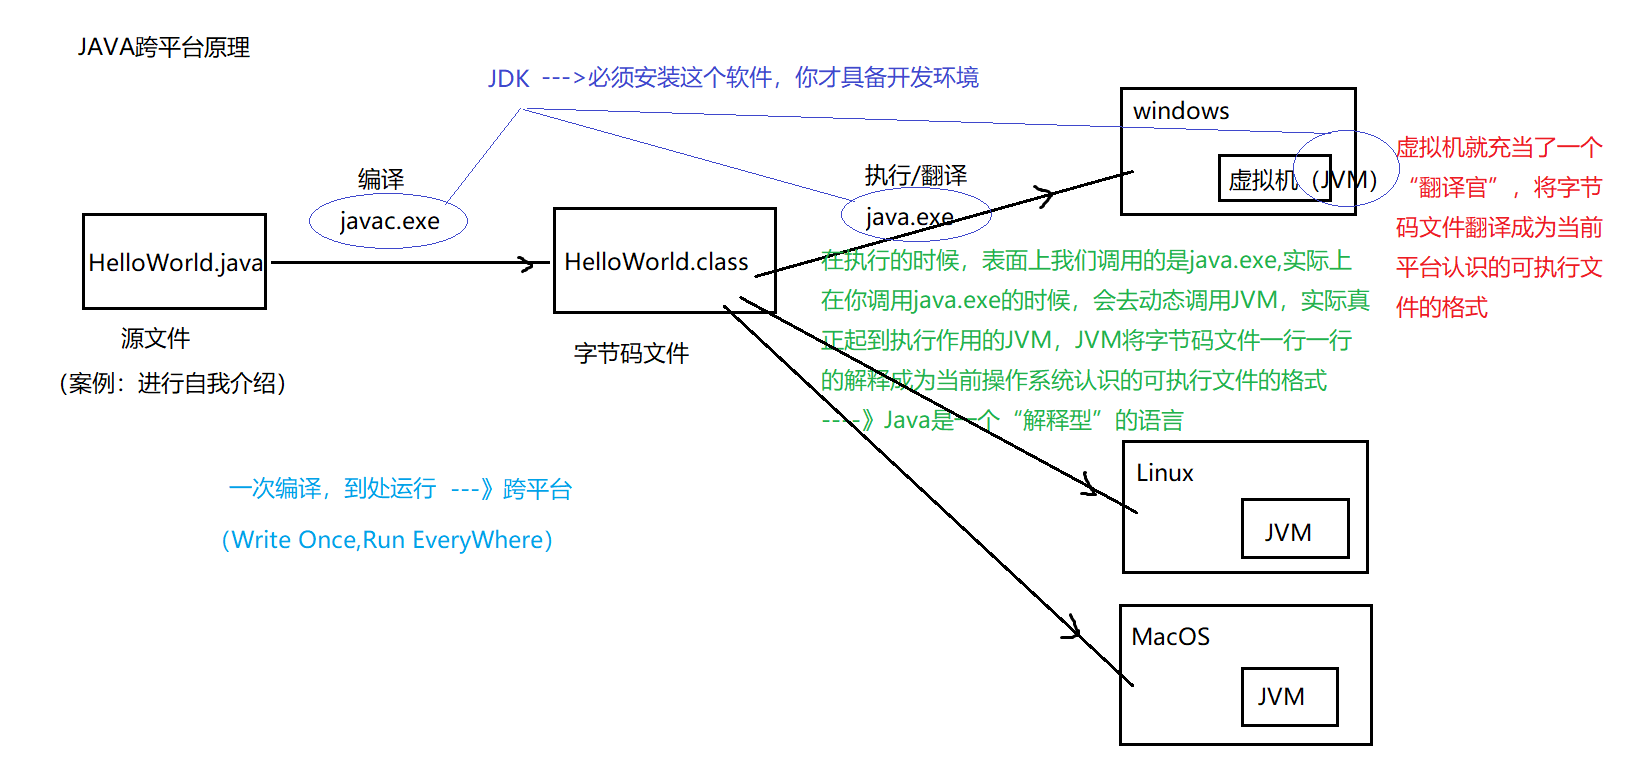 JAVA跨平台原理
JDK --->必须安装这个软件，你才具备开发环境
编译
javac.exe
HelloWorld.java
源文件
（案例：进行自我介绍）
HelloWorld.class
字节码文件
执行/翻译
java.exe
windows
虚拟机（JVM）
虚拟机就充当了一个
“翻译官”，将字节
码文件翻译成为当前
平台认识的可执行文
件的格式
在执行的时候，表面上我们调用的是java.exe,实际上
在你调用java.exe的时候，会去动态调用JVM，实际真
正起到执行作用的JVM，JVM将字节码文件一行一行
的解释成为当前操作系统认识的可执行文件的格式
----》Java是一个“解释型”的语言
一次编译，到处运行 ---》跨平台
（Write Once,Run EveryWhere）
Linux
JVM
MacOS
JVM